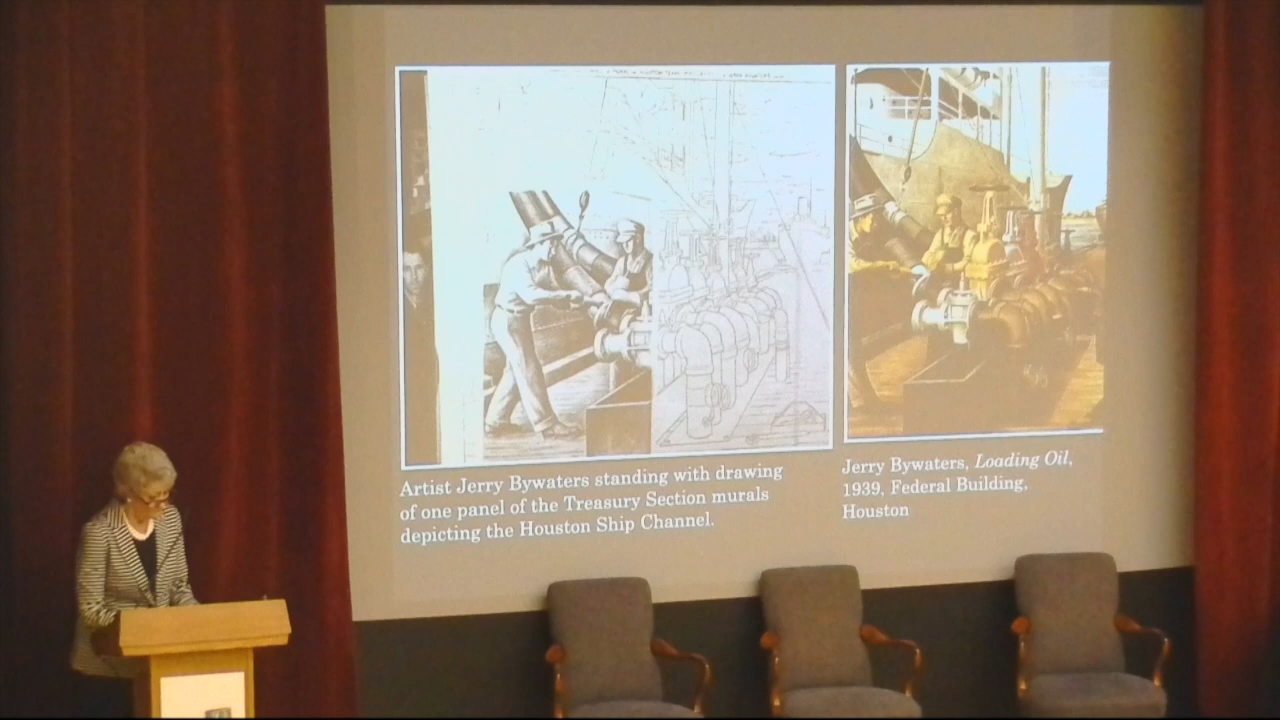 Artist Jerry Bywaters standing with drawing
of one panel of the Treasury Section murals
depicting the Houston Ship Channel.
Jerry Bywaters, Loading Oil,
1939, Federal Building,
Houston